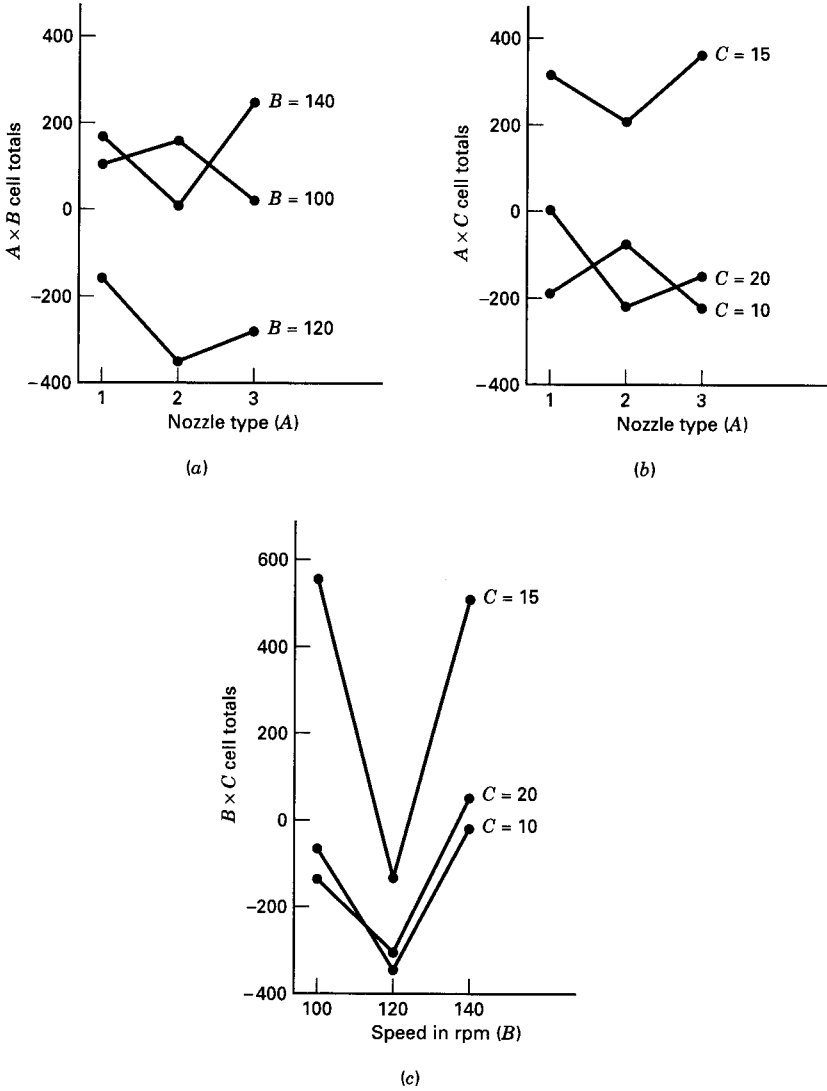 400
200
0
−200
−400
A × B cell totals
B = 140
B = 100
B = 120
1 2 3
Nozzle type (A)
(a)
400
200
0
−200
−400
A × C cell totals
C = 15
C = 20
C = 10
1 2 3
Nozzle type (A)
(b)
600
400
200
0
−200
−400
B × C cell totals
C = 15
C = 20
C = 10
100 120 140
Speed in rpm (B)
(c)